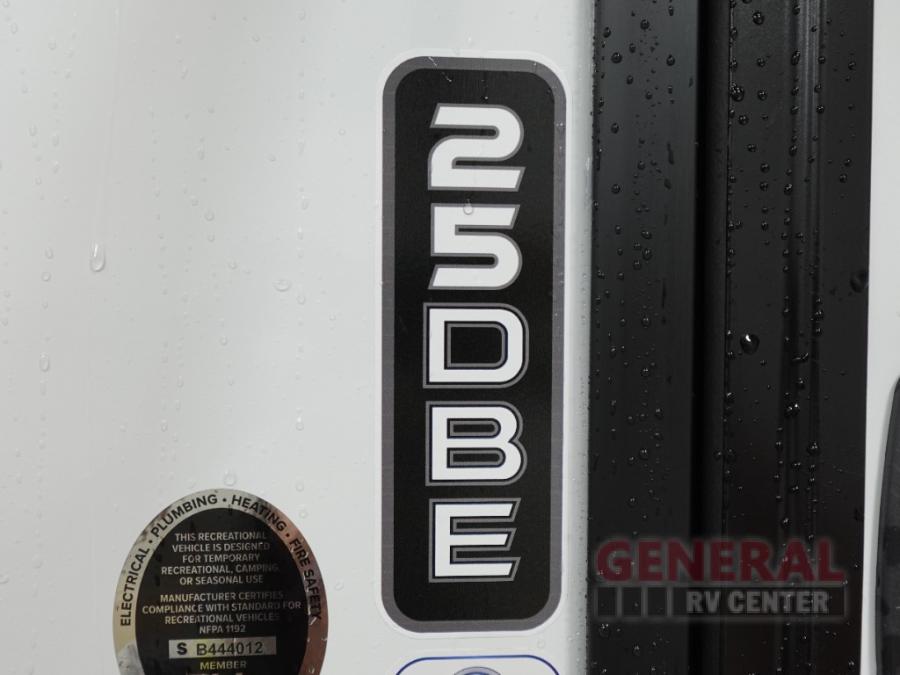 25DBE
ELECTRICAL • PLUMBING • HEATING • FIRE SAFETY
THIS RECREATIONAL
VEHICLE IS DESIGNED
FOR TEMPORARY
RECREATIONAL, CAMPING,
OR SEASONAL USE
MANUFACTURER CERTIFIES
COMPLIANCE WITH STANDARD FOR
RECREATIONAL VEHICLES
NFPA 1192
S B444012
MEMBER
GENERAL
RV CENTER